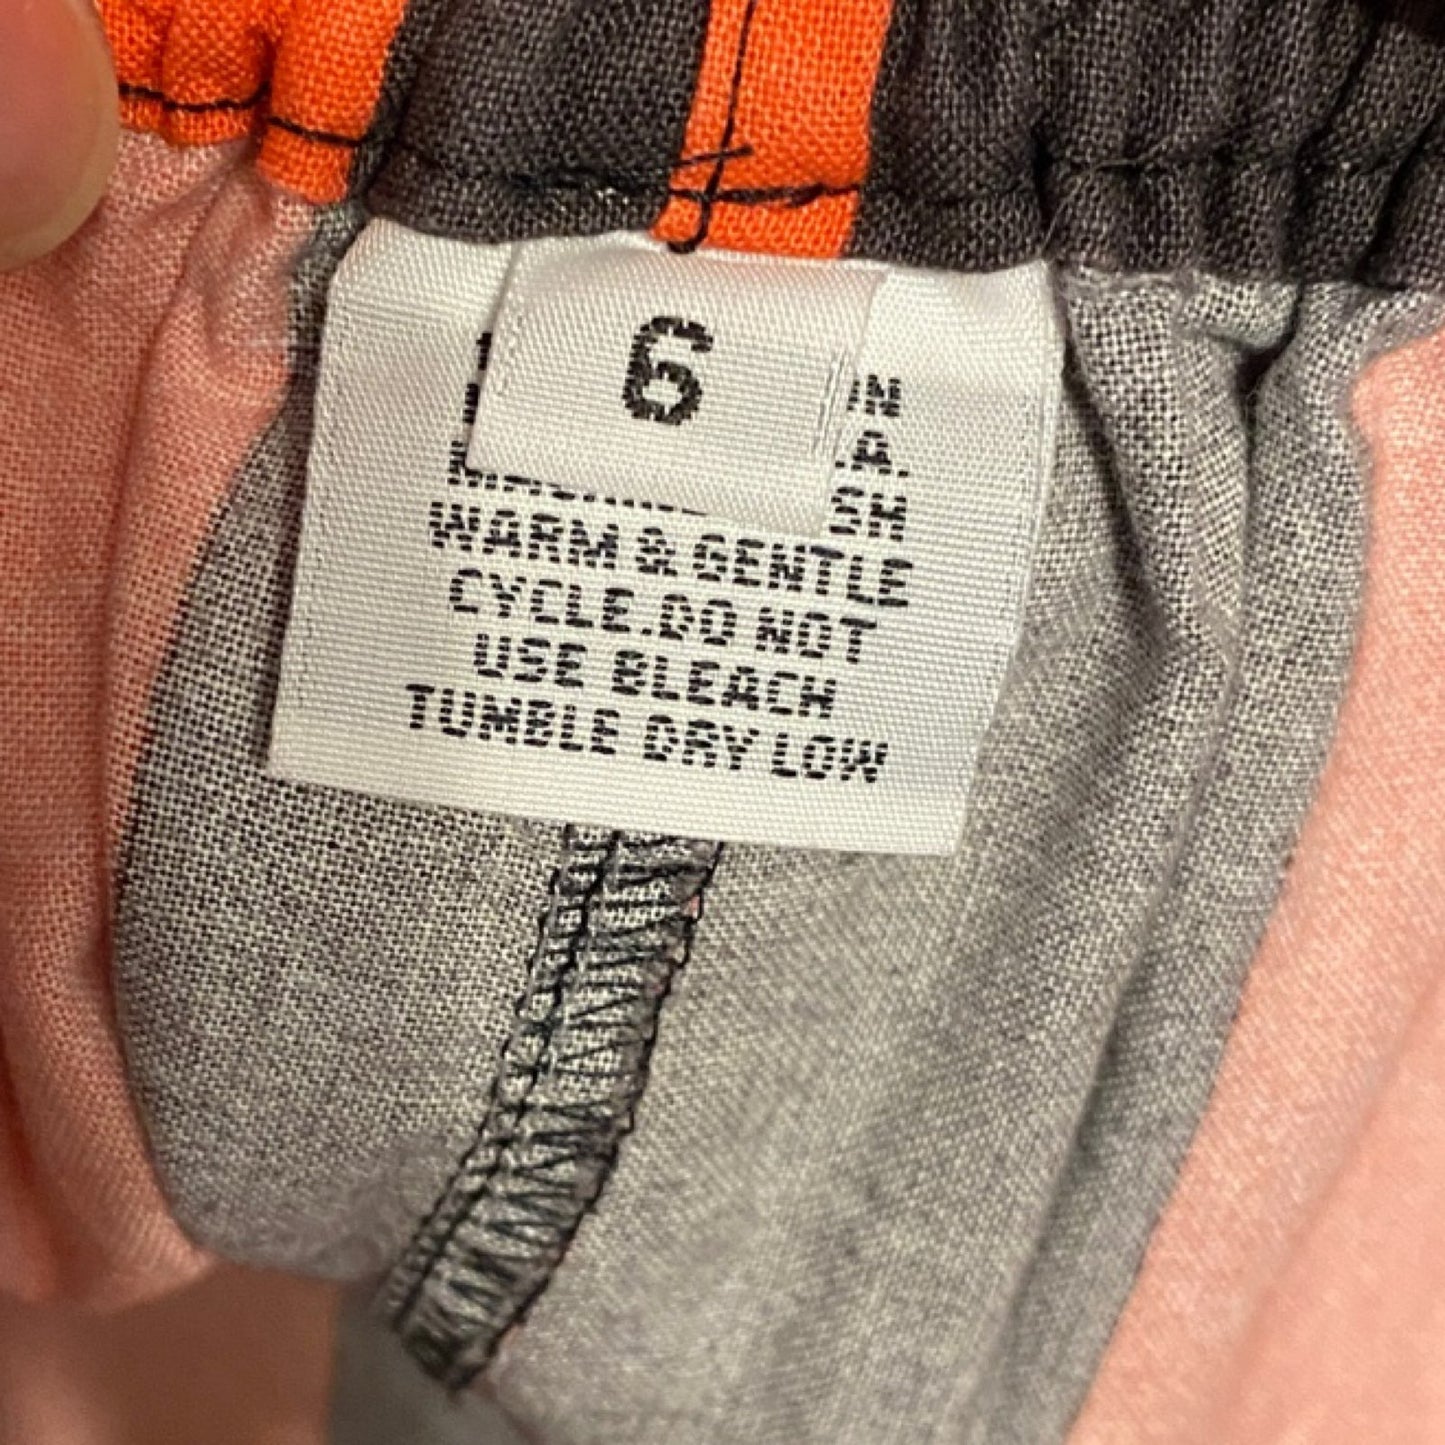 6
WARM & GENTLE
CYCLE.DO NOT
USE BLEACH
TUMBLE DRY LOW